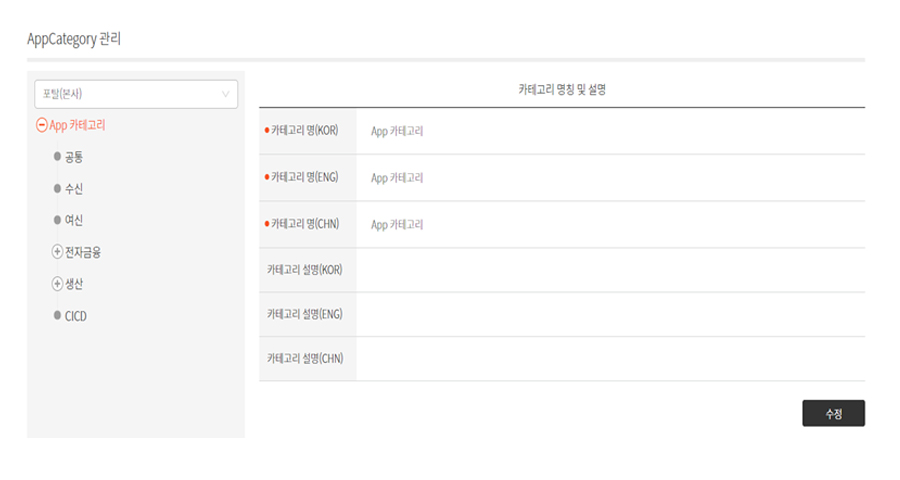 AppCategory 관리
포탈(본사)
App 카테고리
공통
수신
여신
전자금융
생산
CICD
카테고리 명칭 및 설명
카테고리 명(KOR) App 카테고리
카테고리 명(ENG) App 카테고리
카테고리 명(CHN) App 카테고리
카테고리 설명(KOR)
카테고리 설명(ENG)
카테고리 설명(CHN)
수정